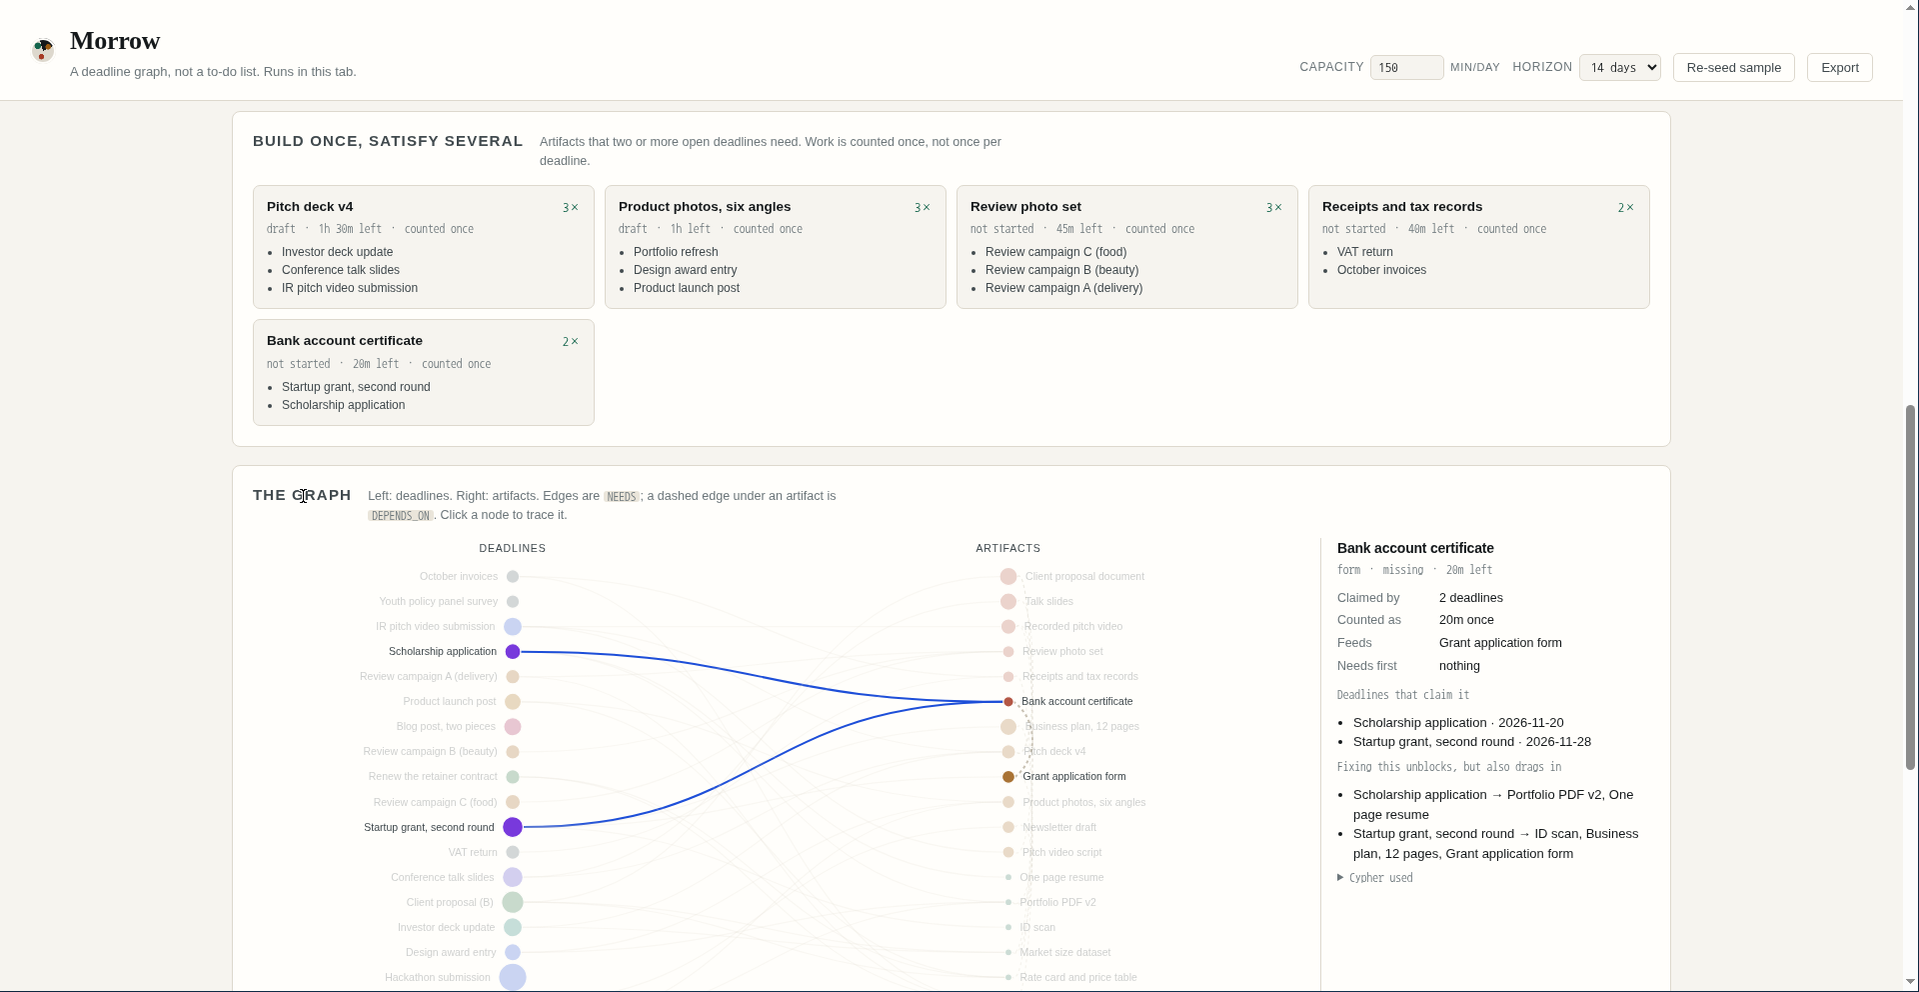 Morrow
A deadline graph, not a to-do list. Runs in this tab.
CAPACITY 150 MIN/DAY HORIZON 14 days Re-seed sample Export
BUILD ONCE, SATISFY SEVERAL
Artifacts that two or more open deadlines need. Work is counted once, not once per
deadline.
Pitch deck v4 3×
draft · 1h 30m left · counted once
Investor deck update
Conference talk slides
IR pitch video submission
Product photos, six angles 3×
draft · 1h left · counted once
Portfolio refresh
Design award entry
Product launch post
Review photo set 3×
not started · 45m left · counted once
Review campaign C (food)
Review campaign B (beauty)
Review campaign A (delivery)
Receipts and tax records 2×
not started · 40m left · counted once
VAT return
October invoices
Bank account certificate 2×
not started · 20m left · counted once
Startup grant, second round
Scholarship application
THE GRAPH
Left: deadlines. Right: artifacts. Edges are NEEDS; a dashed edge under an artifact is
DEPENDS_ON. Click a node to trace it.
DEADLINES
October invoices
Youth policy panel survey
IR pitch video submission
Scholarship application
Review campaign A (delivery)
Product launch post
Blog post, two pieces
Review campaign B (beauty)
Renew the retainer contract
Review campaign C (food)
Startup grant, second round
VAT return
Conference talk slides
Client proposal (B)
Investor deck update
Design award entry
Hackathon submission
ARTIFACTS
Client proposal document
Talk slides
Recorded pitch video
Review photo set
Receipts and tax records
Bank account certificate
Business plan, 12 pages
Pitch deck v4
Grant application form
Product photos, six angles
Newsletter draft
Pitch video script
One page resume
Portfolio PDF v2
ID scan
Market size dataset
Rate card and price table
Bank account certificate
form · missing · 20m left
Claimed by 2 deadlines
Counted as 20m once
Feeds Grant application form
Needs first nothing
Deadlines that claim it
Scholarship application · 2026-11-20
Startup grant, second round · 2026-11-28
Fixing this unblocks, but also drags in
Scholarship application → Portfolio PDF v2, One
page resume
Startup grant, second round → ID scan, Business
plan, 12 pages, Grant application form
Cypher used